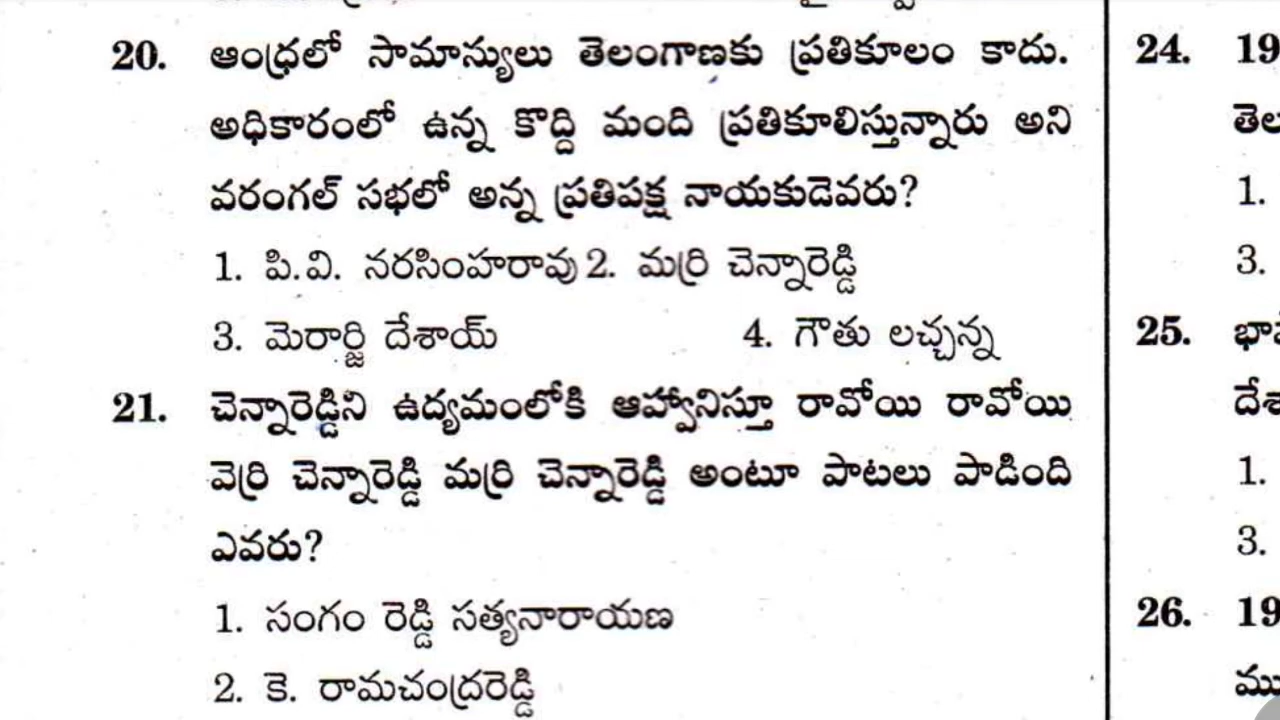 20. ఆంధ్రలో సామాన్యులు తెలంగాణకు ప్రతికూలం కాదు.
అధికారంలో ఉన్న కొద్ది మంది ప్రతికూలిస్తున్నారు అని
వరంగల్ సభలో అన్న ప్రతిపక్ష నాయకుడెవరు?
1. పి.వి. నరసింహరావు 2. మర్రి చెన్నారెడ్డి
3. మెరార్జి దేశాయ్ 4. గౌతు లచ్చన్న
21. చెన్నారెడ్డిని ఉద్యమంలోకి ఆహ్వానిస్తూ రావోయి రావోయి
వెర్రి చెన్నారెడ్డి మర్రి చెన్నారెడ్డి అంటూ పాటలు పాడింది
ఎవరు?
1. సంగం రెడ్డి సత్యనారాయణ
2. కె. రామచంద్రరెడ్డి
24. 19
1.
3.
25.
1.
3.
26. 19